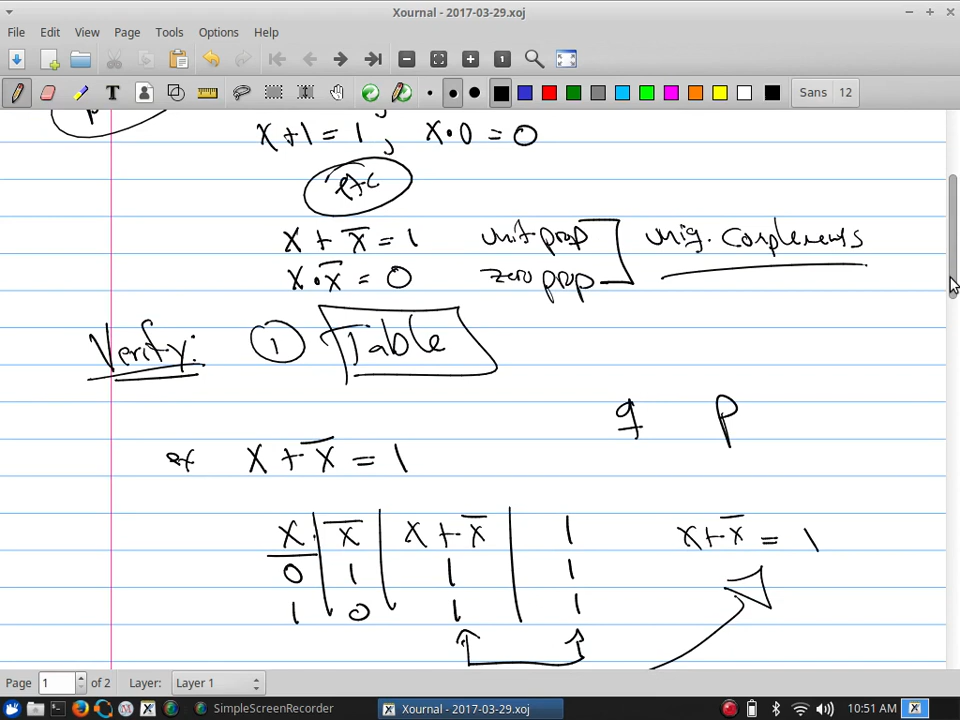 Xournal - 2017-03-29.xoj
File Edit View Page Tools Options Help
Sans 12
p
x+1 = 1 , x·0 = 0
etc
x + x̅ = 1 unit prop
x·x̅ = 0 zero prop
Verify: ① Table
q p
ex x + x̅ = 1
x x̅ x + x̅ 1 x + x̅ = 1
0 1 1 1
1 0 1 1
Page 1 of 2 Layer: Layer 1
SimpleScreenRecorder Xournal - 2017-03-29.xoj 10:51 AM